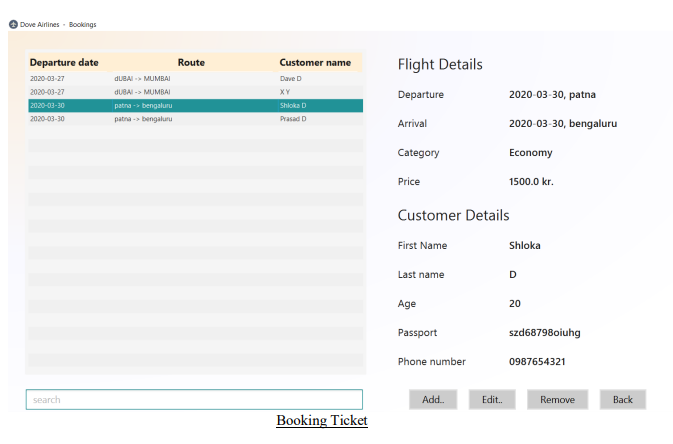 Dove Airlines - Bookings
Departure date Route Customer name
2020-03-27 dUBAI -> MUMBAI Dave D
2020-03-27 dUBAI -> MUMBAI X Y
2020-03-30 patna -> bengaluru Shloka D
2020-03-30 patna -> bengaluru Prasad D
search
Flight Details
Departure 2020-03-30, patna
Arrival 2020-03-30, bengaluru
Category Economy
Price 1500.0 kr.
Customer Details
First Name Shloka
Last name D
Age 20
Passport szd68798oiuhg
Phone number 0987654321
Add.. Edit.. Remove Back
Booking Ticket